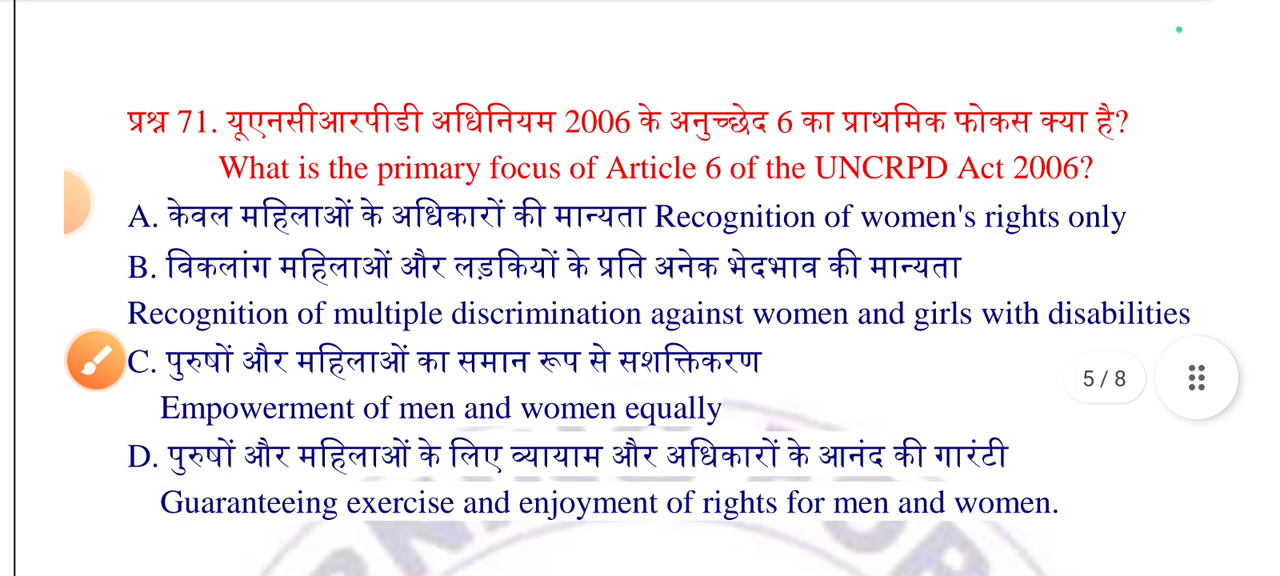 प्रश्न 71. यूएनसीआरपीडी अधिनियम 2006 के अनुच्छेद 6 का प्राथमिक फोकस क्या है?
What is the primary focus of Article 6 of the UNCRPD Act 2006?
A. केवल महिलाओं के अधिकारों की मान्यता Recognition of women's rights only
B. विकलांग महिलाओं और लड़कियों के प्रति अनेक भेदभाव की मान्यता
Recognition of multiple discrimination against women and girls with disabilities
C. पुरुषों और महिलाओं का समान रूप से सशक्तिकरण
5 / 8
Empowerment of men and women equally
D. पुरुषों और महिलाओं के लिए व्यायाम और अधिकारों के आनंद की गारंटी
Guaranteeing exercise and enjoyment of rights for men and women.